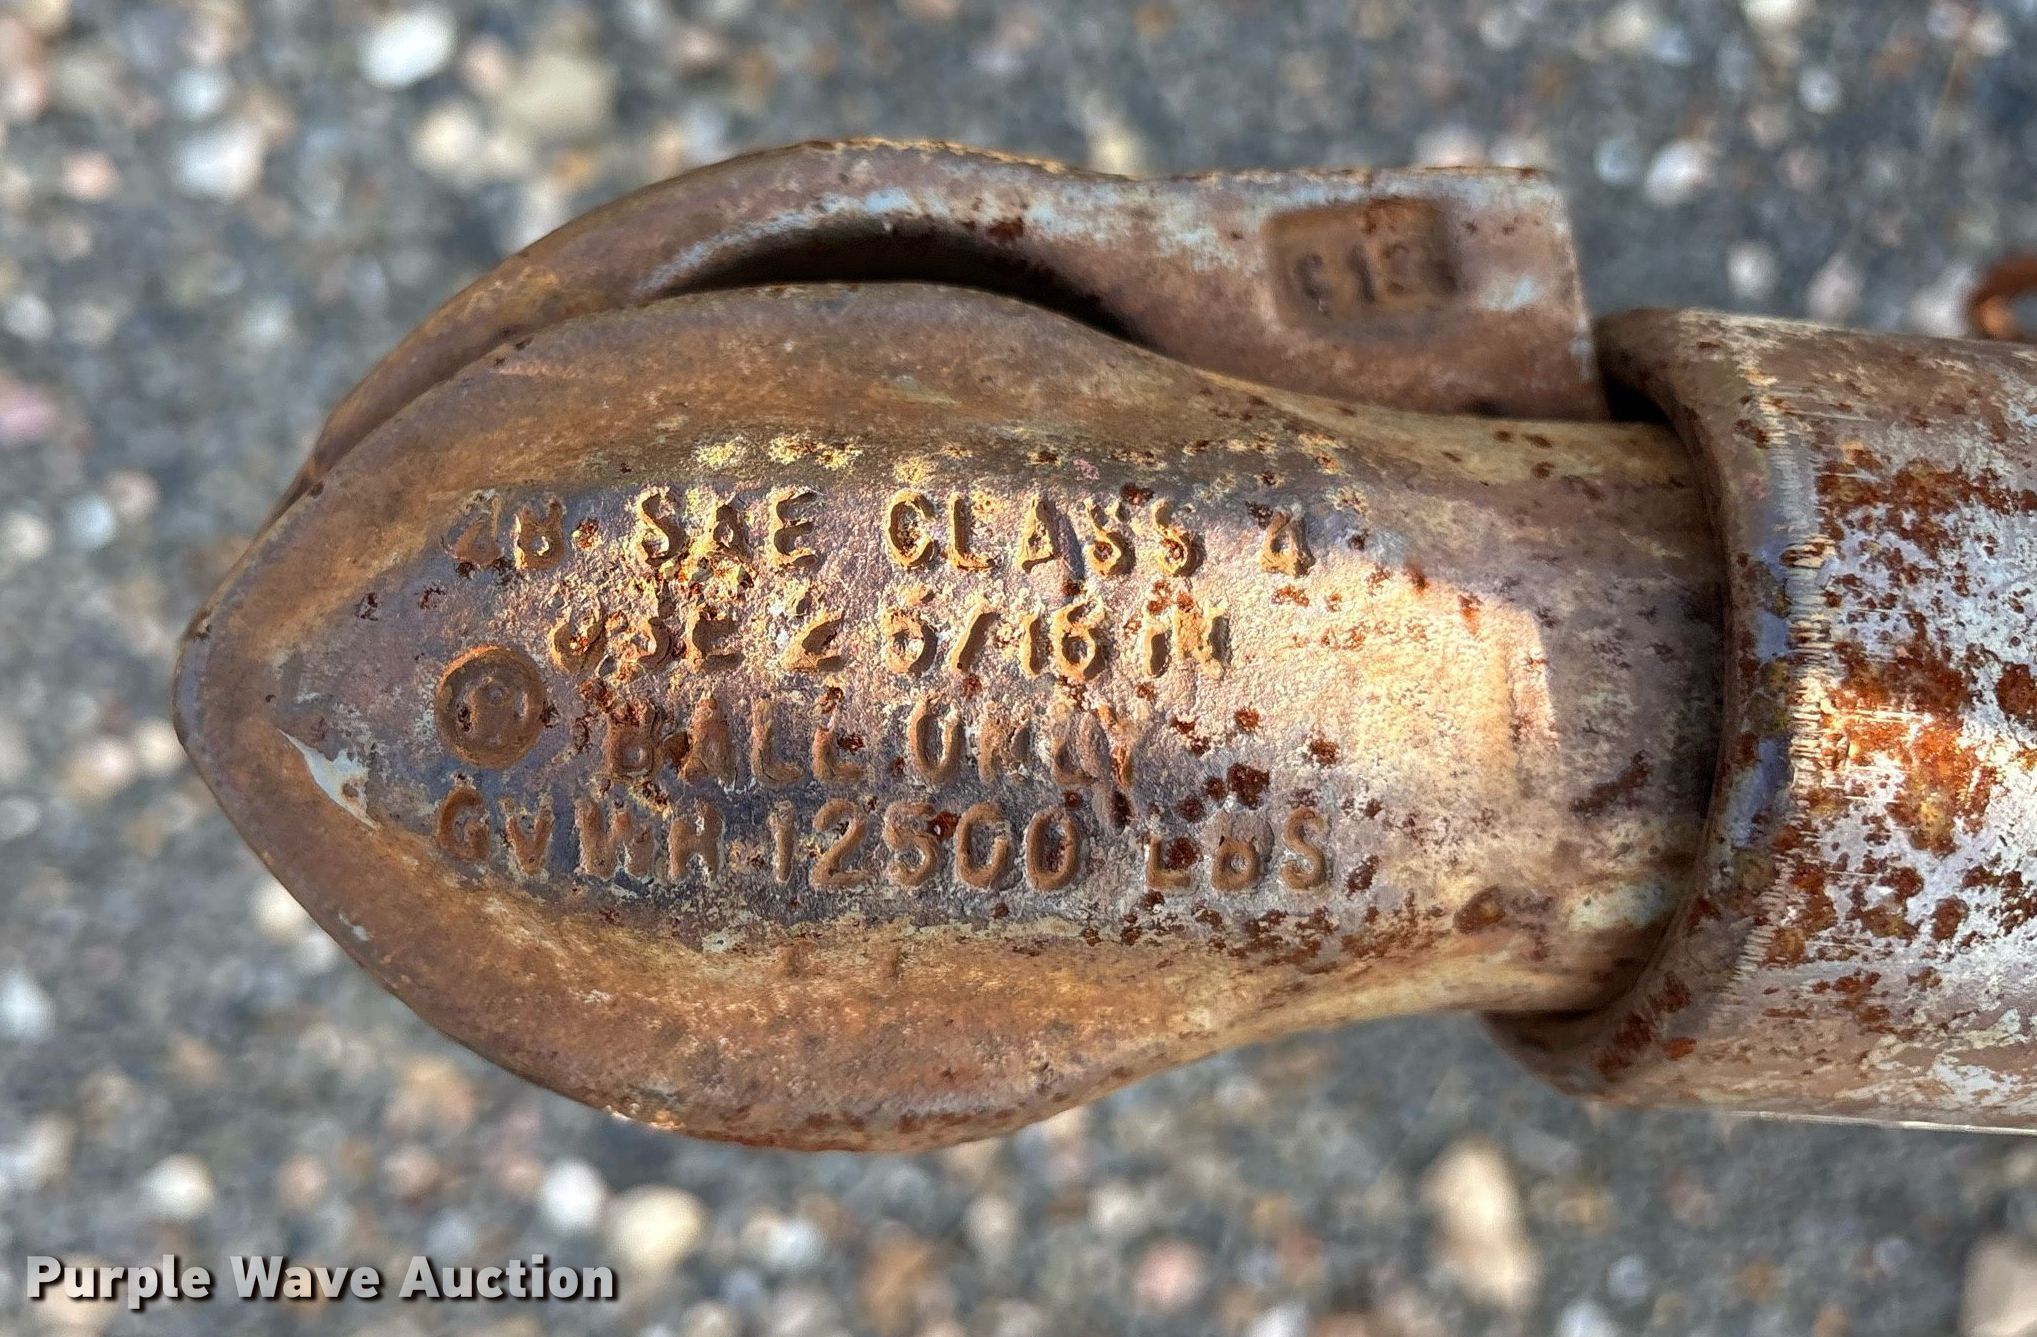 SAE CLASS 4
USE 2 5/16 IN
BALL ONLY
GVWR 12500 LBS
Purple Wave Auction